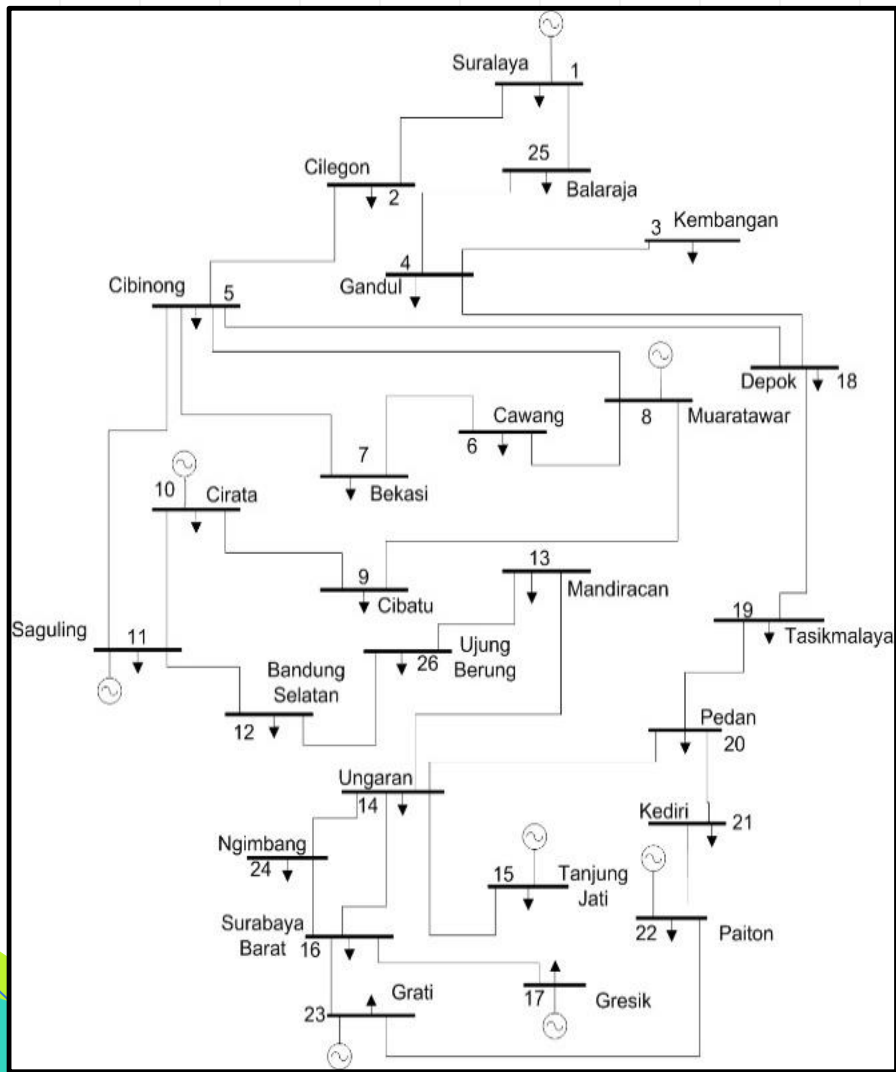 Suralaya 1
25
Cilegon
2
Balaraja
3 Kembangan
4
Gandul
Cibinong 5
Depok 18
Cawang
6
8 Muaratawar
7
Bekasi
10 Cirata
9
Cibatu
13
Mandiracan
19
Tasikmalaya
Saguling 11
Ujung
Berung
26
Bandung
Selatan
12
Pedan
20
Ungaran
14
Kediri 21
Ngimbang
24
15 Tanjung
Jati
Surabaya
Barat 16
22 Paiton
Grati
23
17 Gresik